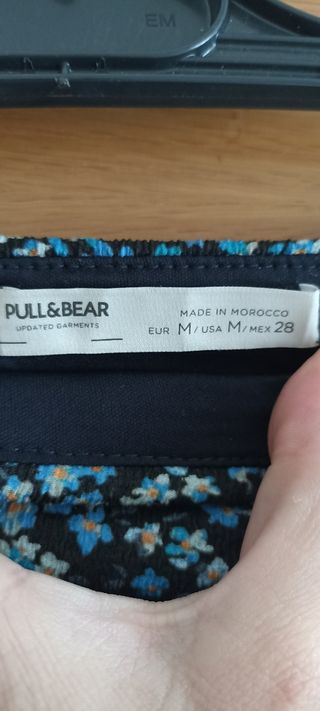 EM
PULL&BEAR
UPDATED GARMENTS
MADE IN MOROCCO
EUR M / USA M / MEX 28